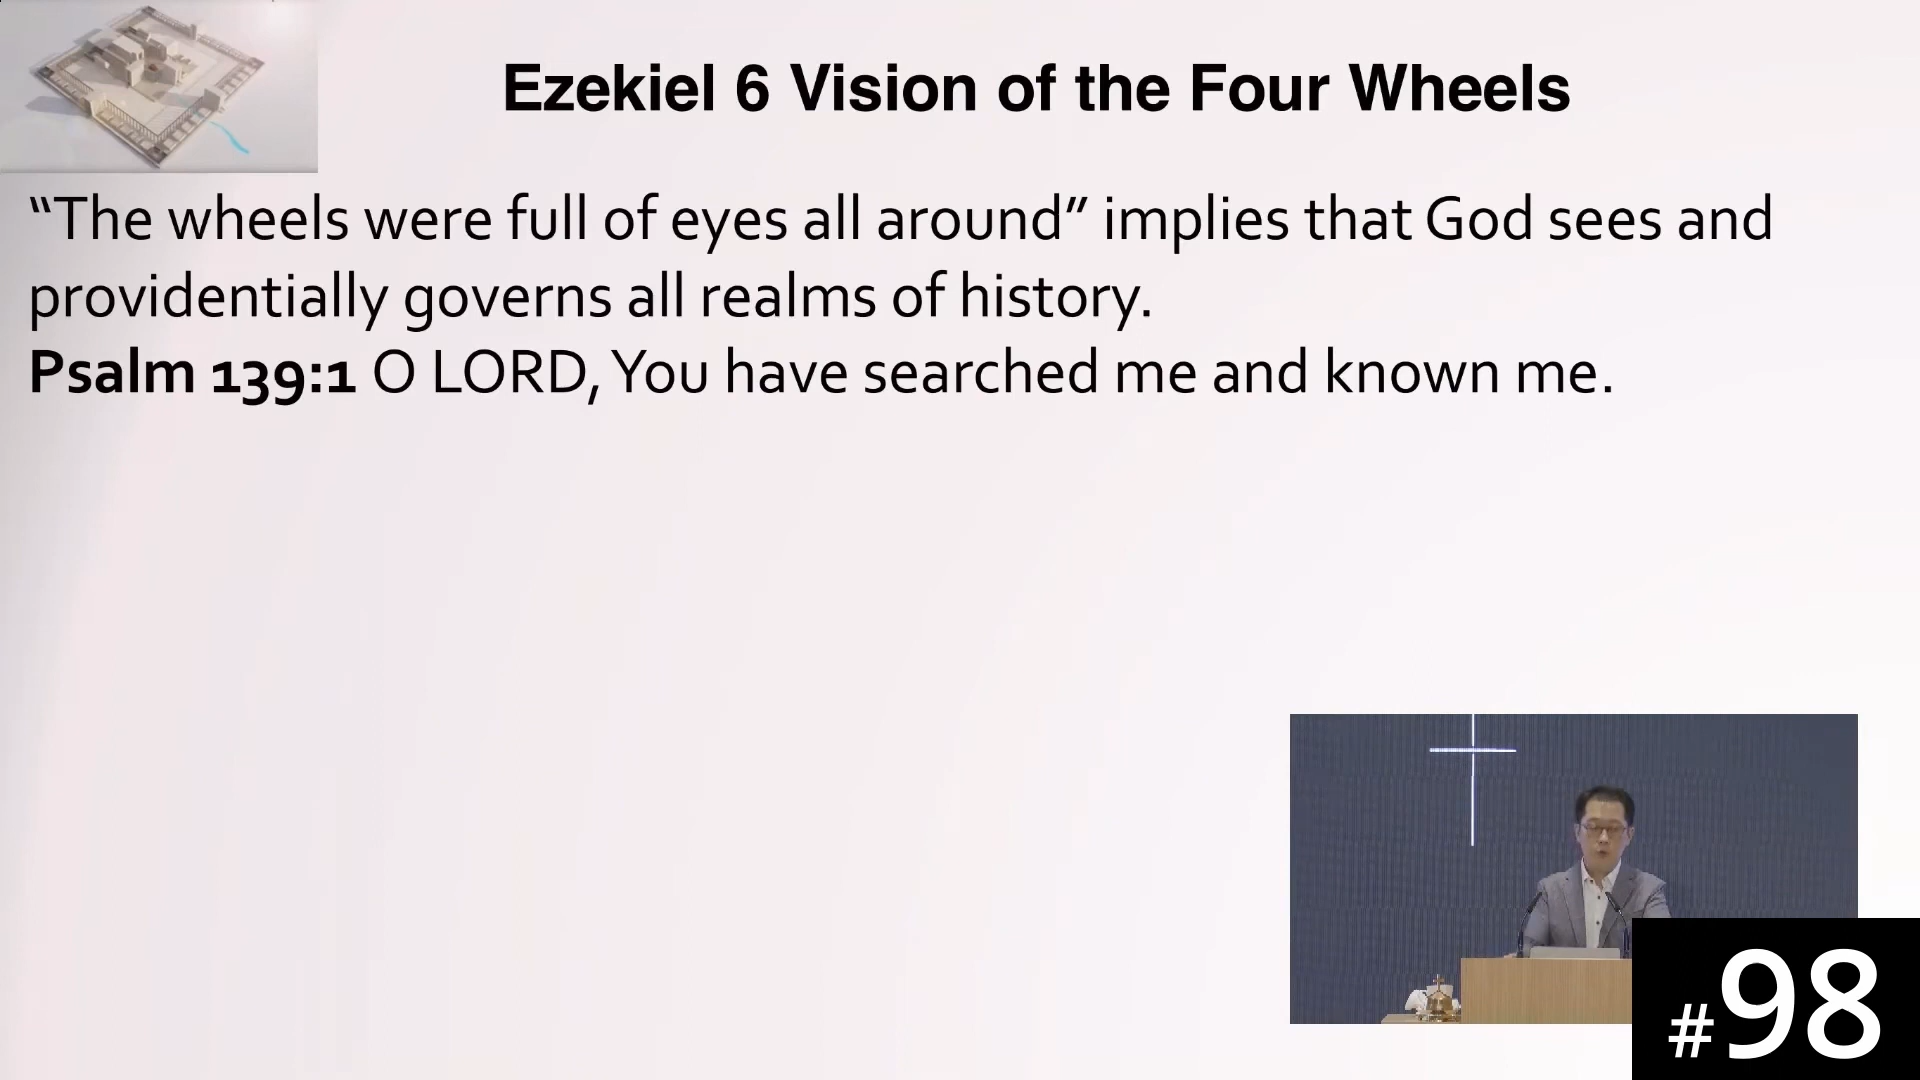 Ezekiel 6 Vision of the Four Wheels
“The wheels were full of eyes all around” implies that God sees and
providentially governs all realms of history.
Psalm 139:1 O LORD, You have searched me and known me.
#98